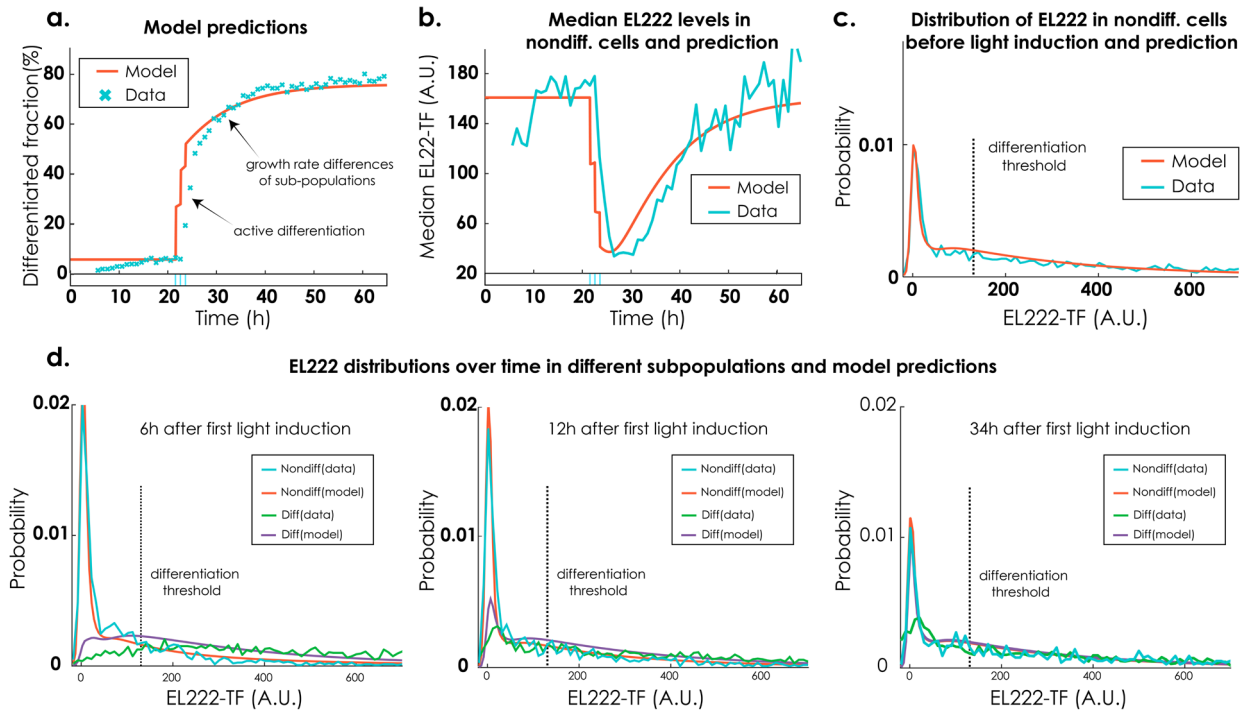 a.
Model predictions
Differentiated fraction(%)
80
60
40
20
0
Model
Data
growth rate differences
of sub-populations
active differentiation
0 10 20 30 40 50 60
Time (h)
b.
Median EL222 levels in
nondiff. cells and prediction
Median EL22-TF (A.U.)
180
140
100
60
20
Model
Data
0 10 20 30 40 50 60
Time (h)
c.
Distribution of EL222 in nondiff. cells
before light induction and prediction
Probability
0.01
0
differentiation
threshold
Model
Data
0 200 400 600
EL222-TF (A.U.)
d.
EL222 distributions over time in different subpopulations and model predictions
0.02
0.01
0
Probability
6h after first light induction
Nondiff(data)
Nondiff(model)
Diff(data)
Diff(model)
differentiation
threshold
0 200 400 600
EL222-TF (A.U.)
0.02
0.01
0
Probability
12h after first light induction
Nondiff(data)
Nondiff(model)
Diff(data)
Diff(model)
differentiation
threshold
0 200 400 600
EL222-TF (A.U.)
0.02
0.01
0
Probability
34h after first light induction
Nondiff(data)
Nondiff(model)
Diff(data)
Diff(model)
differentiation
threshold
0 200 400 600
EL222-TF (A.U.)